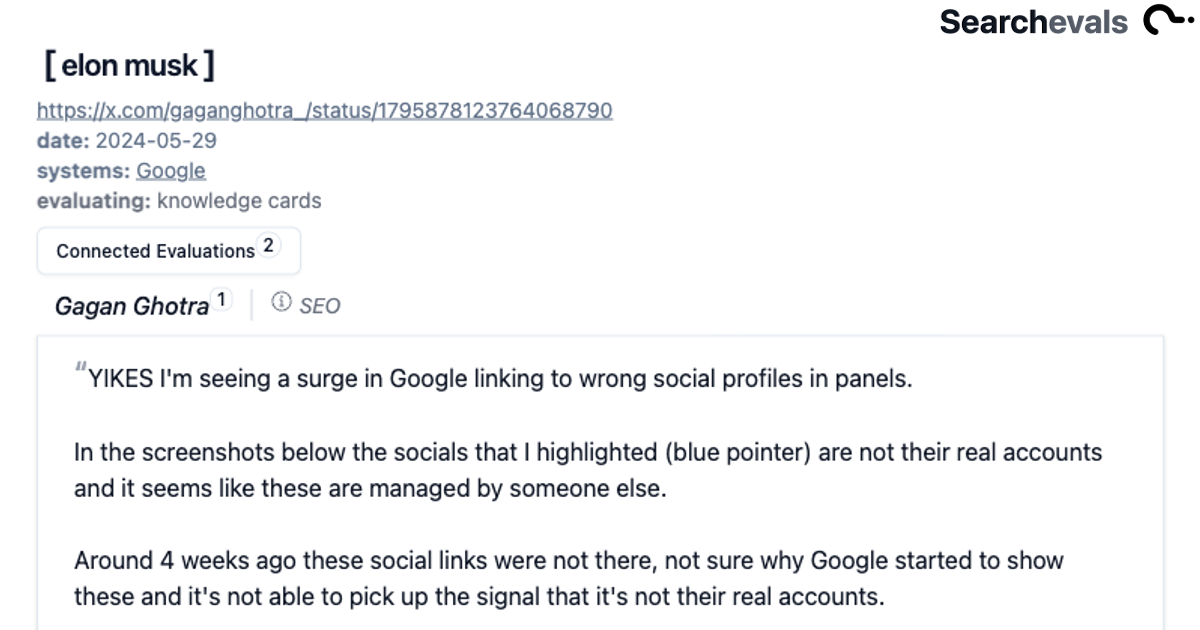 Searchevals
[ elon musk ]
https://x.com/gaganghotra_/status/1795878123764068790
date: 2024-05-29
systems: Google
evaluating: knowledge cards
Connected Evaluations 2
Gagan Ghotra 1 SEO
"YIKES I'm seeing a surge in Google linking to wrong social profiles in panels.
In the screenshots below the socials that I highlighted (blue pointer) are not their real accounts
and it seems like these are managed by someone else.
Around 4 weeks ago these social links were not there, not sure why Google started to show
these and it's not able to pick up the signal that it's not their real accounts.